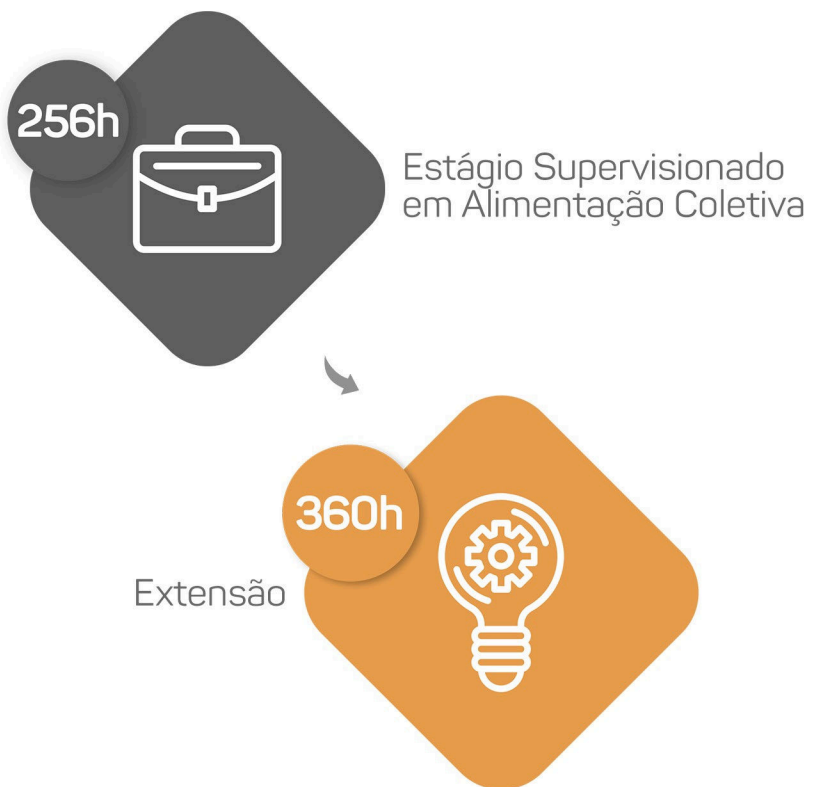 256h
Estágio Supervisionado
em Alimentação Coletiva
360h
Extensão